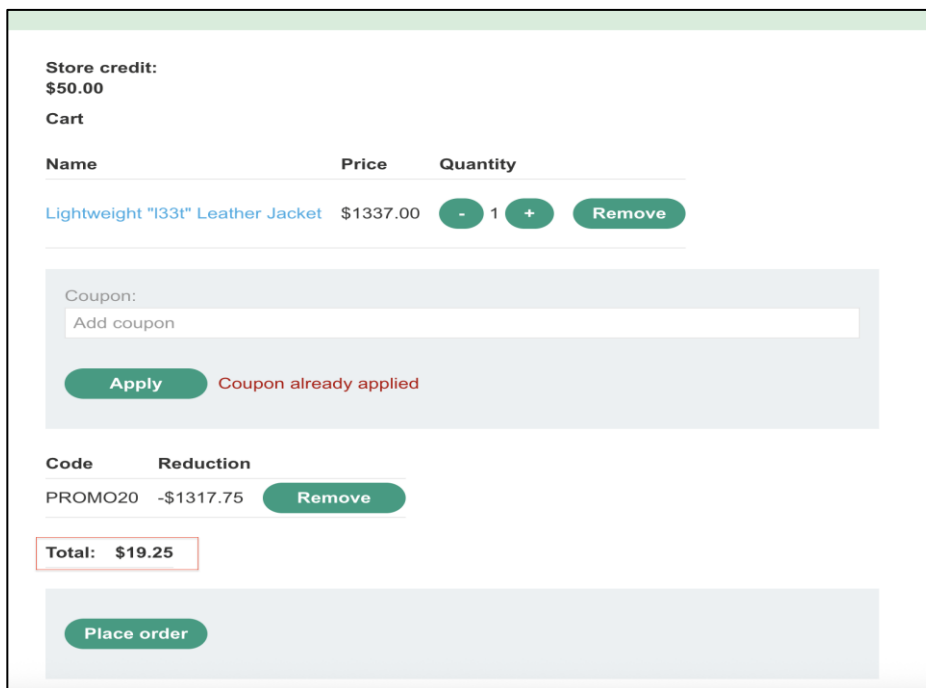 Store credit:
$50.00
Cart
Name Price Quantity
Lightweight "l33t" Leather Jacket $1337.00 - 1 + Remove
Coupon:
Add coupon
Apply Coupon already applied
Code Reduction
PROMO20 -$1317.75 Remove
Total: $19.25
Place order